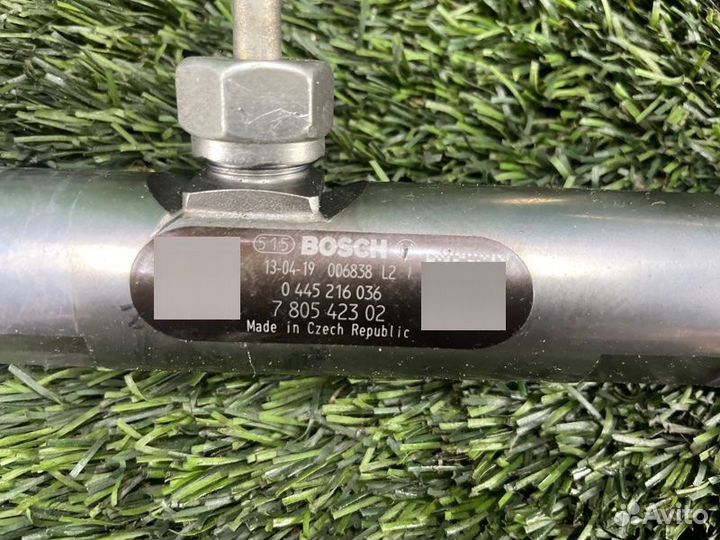 515 BOSCH
13-04-19 006838 L2
0 445 216 036
7 805 423 02
Made in Czech Republic
Avito